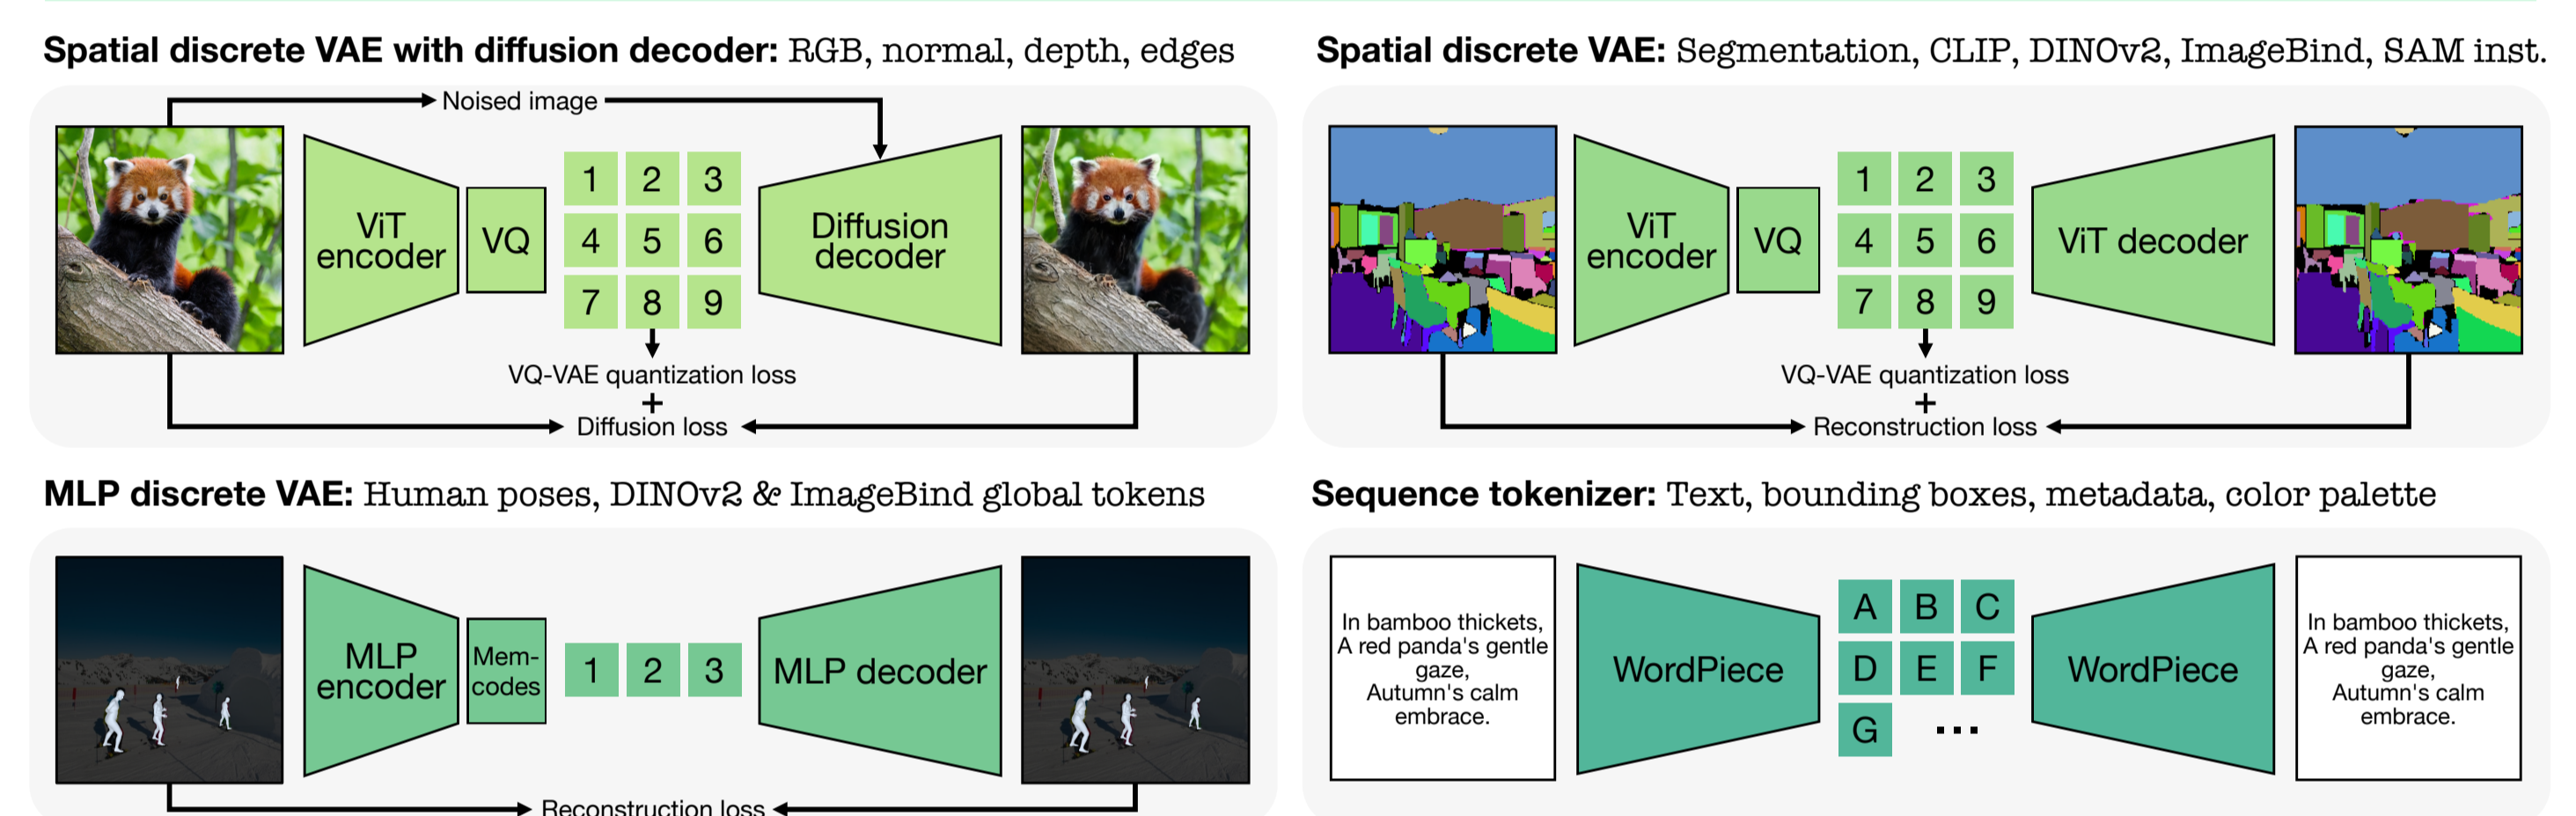 Spatial discrete VAE with diffusion decoder: RGB, normal, depth, edges
Noised image
ViT
encoder
VQ
1 2 3
4 5 6
7 8 9
Diffusion
decoder
VQ-VAE quantization loss
+
Diffusion loss
Spatial discrete VAE: Segmentation, CLIP, DINOv2, ImageBind, SAM inst.
ViT
encoder
VQ
1 2 3
4 5 6
7 8 9
ViT decoder
VQ-VAE quantization loss
+
Reconstruction loss
MLP discrete VAE: Human poses, DINOv2 & ImageBind global tokens
MLP
encoder
Mem-
codes
1 2 3
MLP decoder
Reconstruction loss
Sequence tokenizer: Text, bounding boxes, metadata, color palette
In bamboo thickets,
A red panda's gentle
gaze,
Autumn's calm
embrace.
WordPiece
A B C
D E F
G ...
WordPiece
In bamboo thickets,
A red panda's gentle
gaze,
Autumn's calm
embrace.